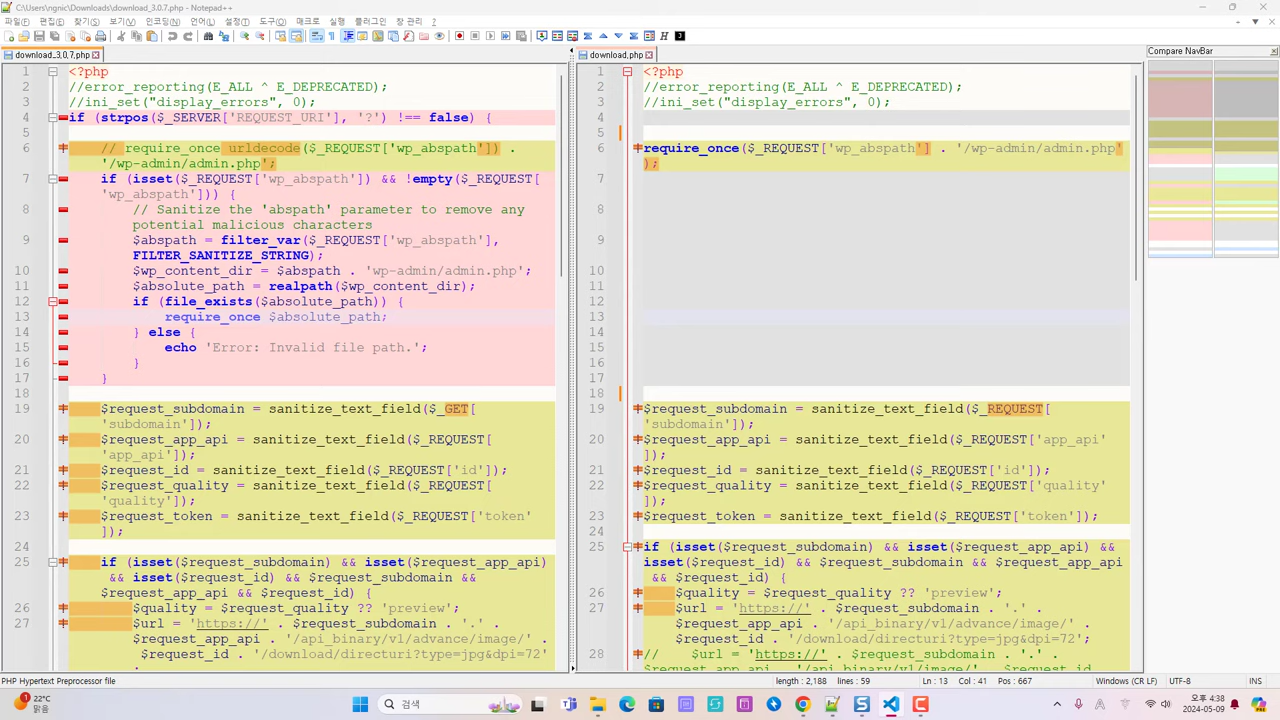 C:\Users\ngnic\Downloads\download_3.0.7.php - Notepad++
파일(F) 편집(E) 찾기(S) 보기(V) 인코딩(N) 언어(L) 설정(T) 도구(O) 매크로 실행 플러그인 창 관리 ?
download_3.0.7.php
1 <?php
2 //error_reporting(E_ALL ^ E_DEPRECATED);
3 //ini_set("display_errors", 0);
4 if (strpos($_SERVER['REQUEST_URI'], '?') !== false) {
5
6 // require_once urldecode($_REQUEST['wp_abspath']) .
'/wp-admin/admin.php';
7 if (isset($_REQUEST['wp_abspath']) && !empty($_REQUEST[
'wp_abspath'])) {
8 // Sanitize the 'abspath' parameter to remove any
potential malicious characters
9 $abspath = filter_var($_REQUEST['wp_abspath'],
FILTER_SANITIZE_STRING);
10 $wp_content_dir = $abspath . 'wp-admin/admin.php';
11 $absolute_path = realpath($wp_content_dir);
12 if (file_exists($absolute_path)) {
13 require_once $absolute_path;
14 } else {
15 echo 'Error: Invalid file path.';
16 }
17 }
18
19 $request_subdomain = sanitize_text_field($_GET[
'subdomain']);
20 $request_app_api = sanitize_text_field($_REQUEST[
'app_api']);
21 $request_id = sanitize_text_field($_REQUEST['id']);
22 $request_quality = sanitize_text_field($_REQUEST[
'quality']);
23 $request_token = sanitize_text_field($_REQUEST['token'
]);
24
25 if (isset($request_subdomain) && isset($request_app_api)
&& isset($request_id) && $request_subdomain &&
$request_app_api && $request_id) {
26 $quality = $request_quality ?? 'preview';
27 $url = 'https://' . $request_subdomain . '.' .
$request_app_api . '/api_binary/v1/advance/image/' .
$request_id . '/download/directuri?type=jpg&dpi=72'
download.php
1 <?php
2 //error_reporting(E_ALL ^ E_DEPRECATED);
3 //ini_set("display_errors", 0);
4
5
6 require_once($_REQUEST['wp_abspath'] . '/wp-admin/admin.php'
);
7
8
9
10
11
12
13
14
15
16
17
18
19 $request_subdomain = sanitize_text_field($_REQUEST[
'subdomain']);
20 $request_app_api = sanitize_text_field($_REQUEST['app_api'
]);
21 $request_id = sanitize_text_field($_REQUEST['id']);
22 $request_quality = sanitize_text_field($_REQUEST['quality'
]);
23 $request_token = sanitize_text_field($_REQUEST['token']);
24
25 if (isset($request_subdomain) && isset($request_app_api) &&
isset($request_id) && $request_subdomain && $request_app_api
&& $request_id) {
26 $quality = $request_quality ?? 'preview';
27 $url = 'https://' . $request_subdomain . '.' .
$request_app_api . '/api_binary/v1/advance/image/' .
$request_id . '/download/directuri?type=jpg&dpi=72';
28 // $url = 'https://' . $request_subdomain . '.' .
$request_app_api . '/api_binary/v1/advance/image/' . $request_id
Compare NavBar
PHP Hypertext Preprocessor file length : 2,188 lines : 59 Ln : 13 Col : 41 Pos : 667 Windows (CR LF) UTF-8 INS
22°C
맑음
검색
오후 4:38
2024-05-09